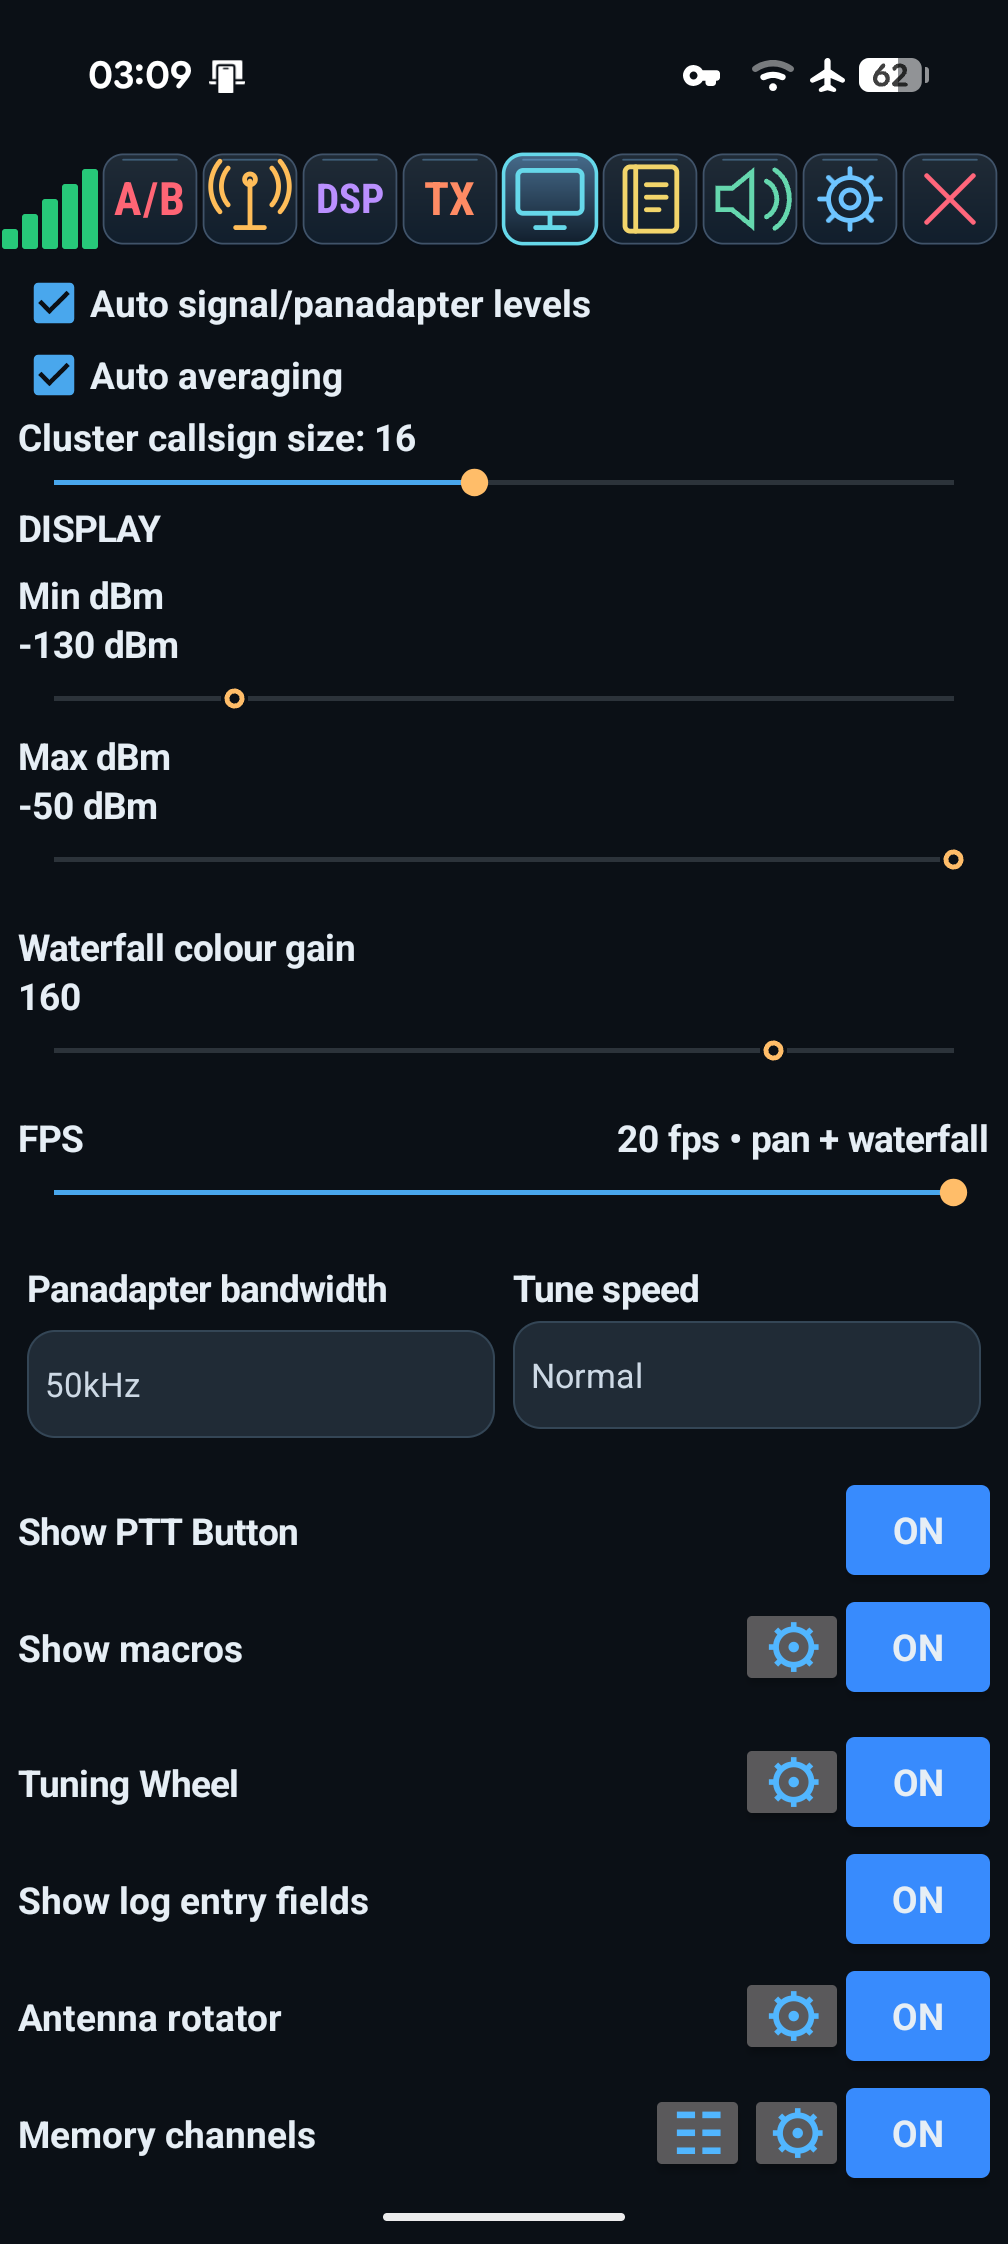 03:09
62
A/B
DSP
TX
Auto signal/panadapter levels
Auto averaging
Cluster callsign size: 16
DISPLAY
Min dBm
-130 dBm
Max dBm
-50 dBm
Waterfall colour gain
160
FPS
20 fps • pan + waterfall
Panadapter bandwidth
Tune speed
50kHz
Normal
Show PTT Button
ON
Show macros
ON
Tuning Wheel
ON
Show log entry fields
ON
Antenna rotator
ON
Memory channels
ON